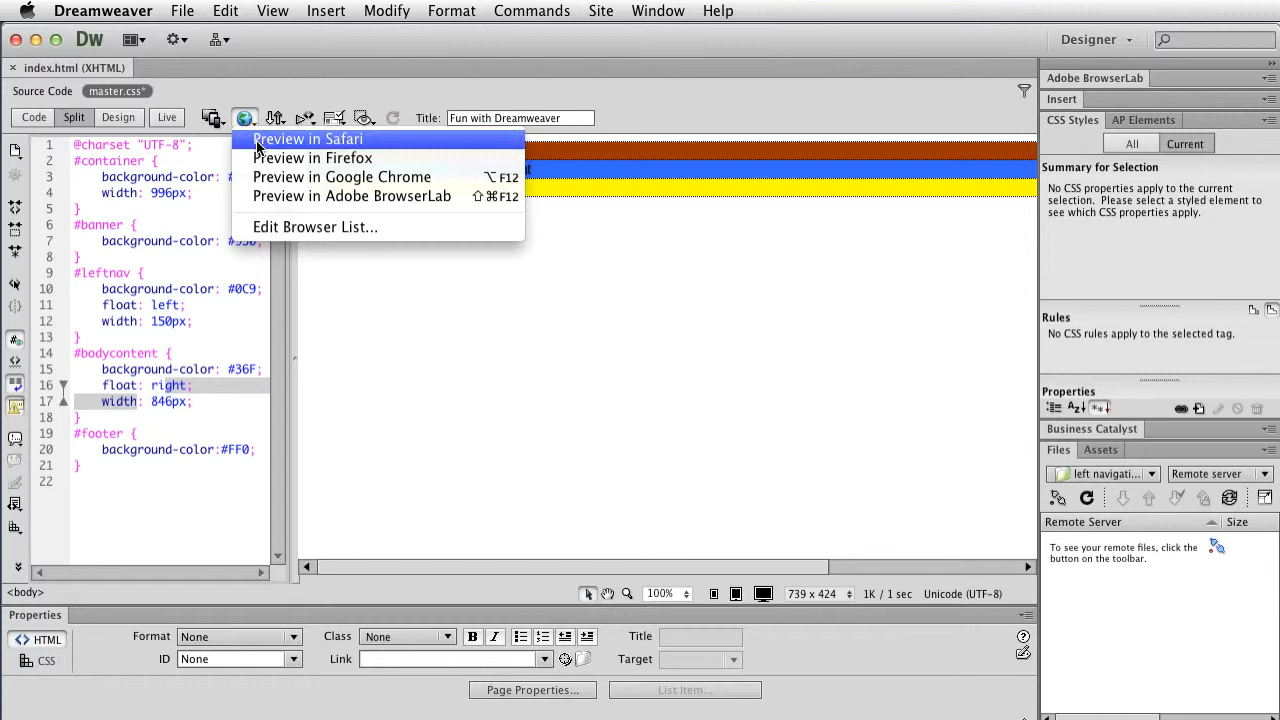 Dreamweaver File Edit View Insert Modify Format Commands Site Window Help
Dw Designer
× index.html (XHTML)
Source Code master.css*
Code Split Design Live Title: Fun with Dreamweaver
Preview in Safari
Preview in Firefox
Preview in Google Chrome ⌥F12
Preview in Adobe BrowserLab ⇧⌘F12
Edit Browser List...
1 @charset "UTF-8";
2 #container {
3 background-color: #
4 width: 996px;
5 }
6 #banner {
7 background-color: #930;
8 }
9 #leftnav {
10 background-color: #0C9;
11 float: left;
12 width: 150px;
13 }
14 #bodycontent {
15 background-color: #36F;
16 float: right;
17 width: 846px;
18 }
19 #footer {
20 background-color:#FF0;
21 }
22
<body>
100% 739 x 424 1K / 1 sec Unicode (UTF-8)
Properties
<> HTML Format None Class None B I Title
CSS ID None Link Target
Page Properties... List Item...
Adobe BrowserLab
Insert
CSS Styles AP Elements
All Current
Summary for Selection
No CSS properties apply to the current
selection. Please select a styled element to
see which CSS properties apply.
Rules
No CSS rules apply to the selected tag.
Properties
Business Catalyst
Files Assets
left navigati... Remote server
Remote Server Size
To see your remote files, click the
button on the toolbar.